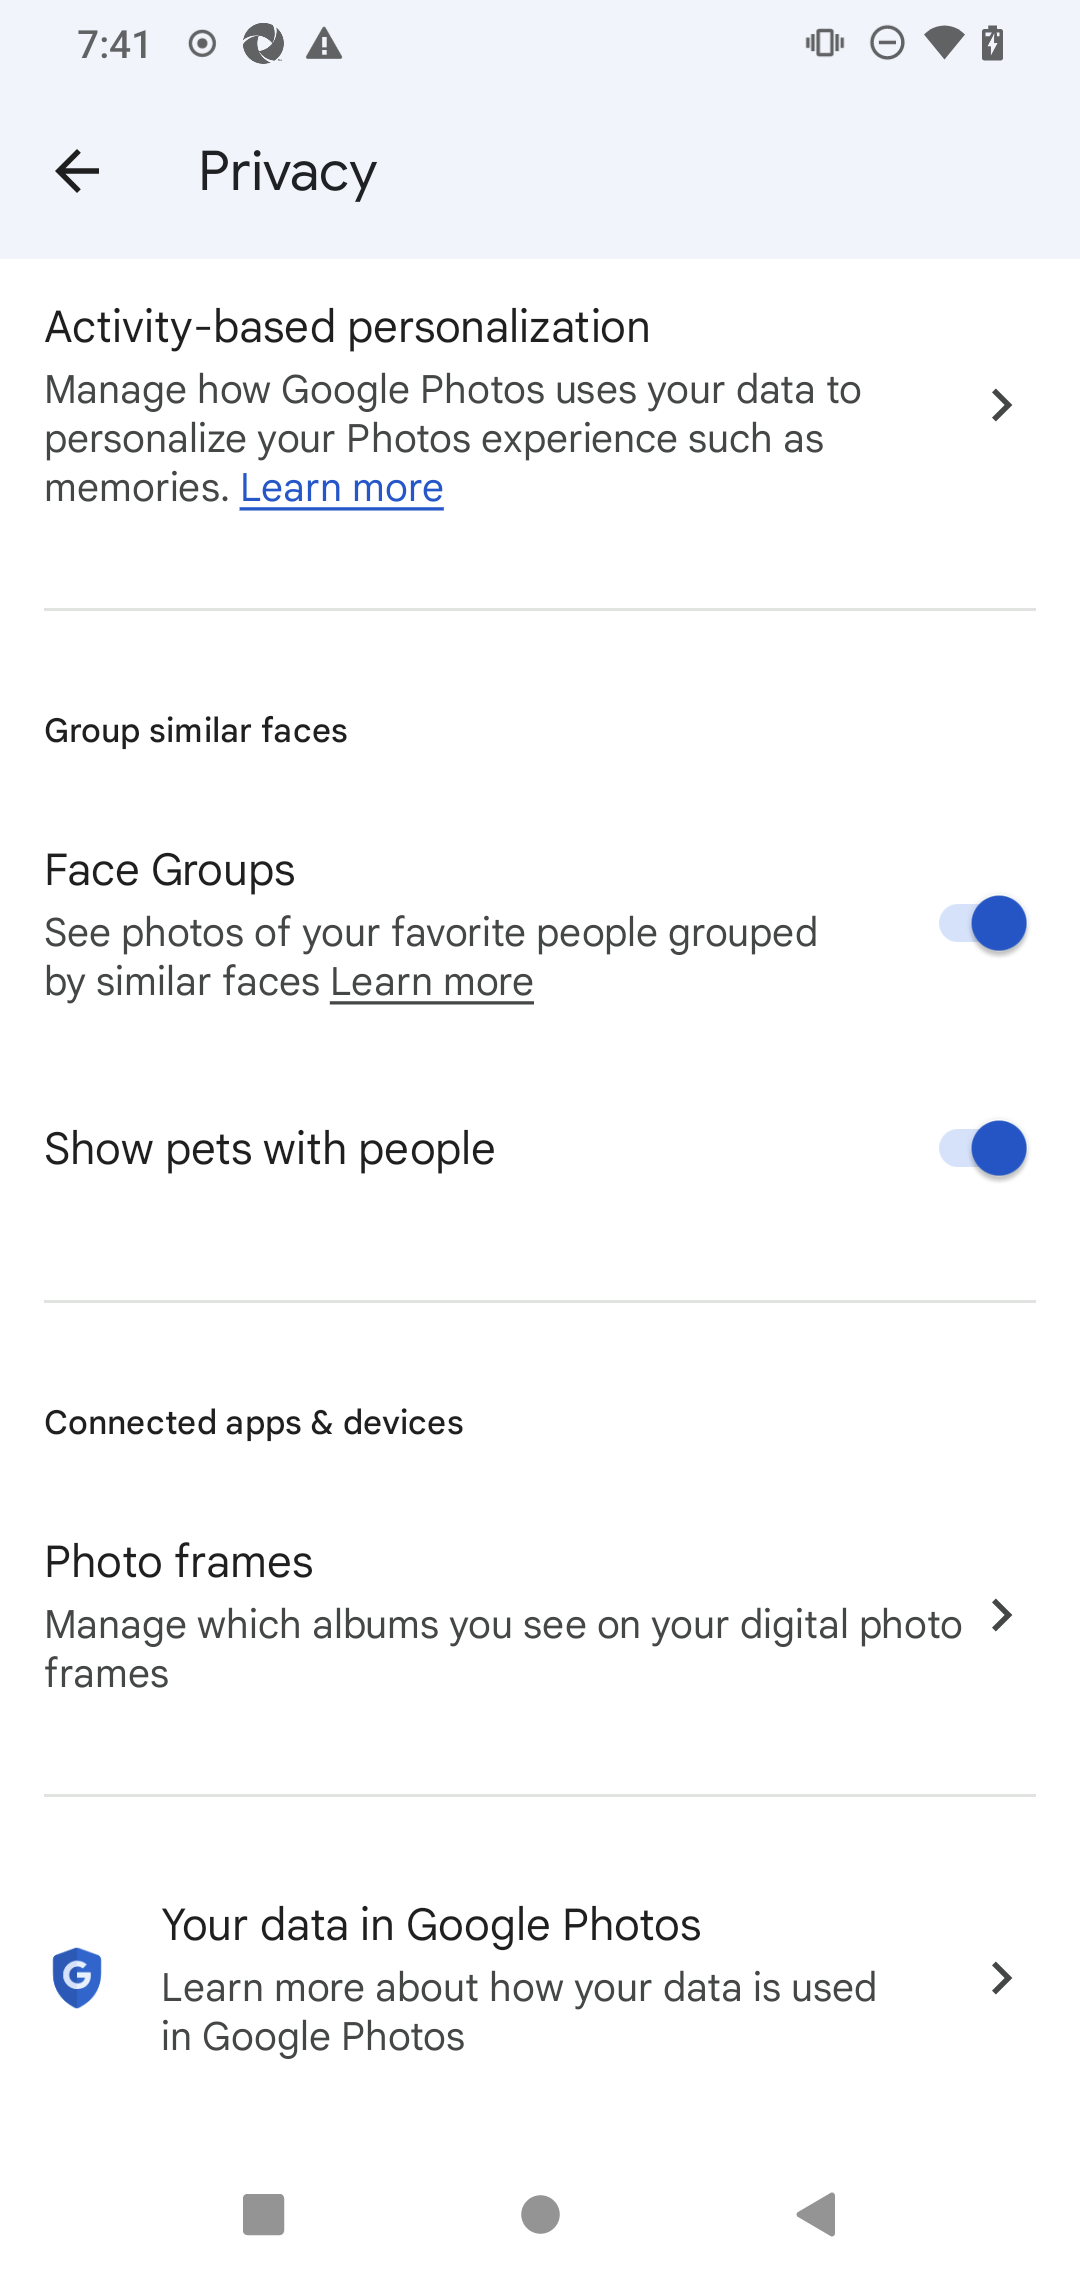 7:41
Privacy
Activity-based personalization
Manage how Google Photos uses your data to
personalize your Photos experience such as
memories. Learn more
Group similar faces
Face Groups
See photos of your favorite people grouped
by similar faces Learn more
Show pets with people
Connected apps & devices
Photo frames
Manage which albums you see on your digital photo
frames
Your data in Google Photos
Learn more about how your data is used
in Google Photos